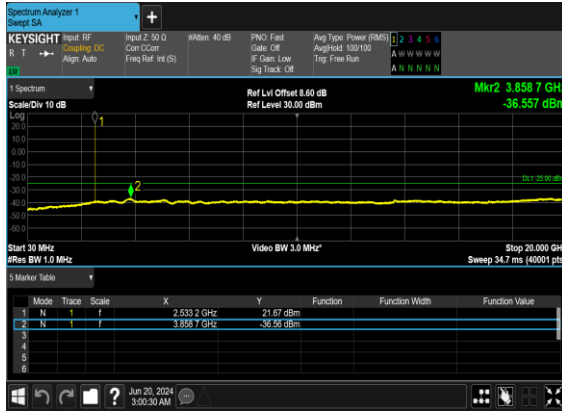 Spectrum Analyzer 1
Swept SA
+
KEYSIGHT Input: RF Input Z: 50 Ω #Atten: 40 dB PNO: Fast Avg Type: Power (RMS) 1 2 3 4 5 6
R T Coupling: DC Corr CCorr Gate: Off Avg|Hold: 100/100 A W W W W W
Align: Auto Freq Ref: Int (S) IF Gain: Low Trig: Free Run
Sig Track: Off A N N N N N
LU
1 Spectrum Ref Lvl Offset 8.60 dB Mkr2 3.858 7 GHz
Scale/Div 10 dB Ref Level 30.00 dBm -36.557 dBm
Log
20.0
10.0
0.00
-10.0
-20.0
-30.0
-40.0
-50.0
-60.0
1
2
DL1 -25.00 dBm
Start 30 MHz Video BW 3.0 MHz* Stop 20.000 GHz
#Res BW 1.0 MHz Sweep 34.7 ms (40001 pts)
5 Marker Table
Mode Trace Scale X Y Function Function Width Function Value
1 N 1 f 2.533 2 GHz 21.67 dBm
2 N 1 f 3.858 7 GHz -36.56 dBm
3
4
5
6
? Jun 20, 2024
3:00:30 AM